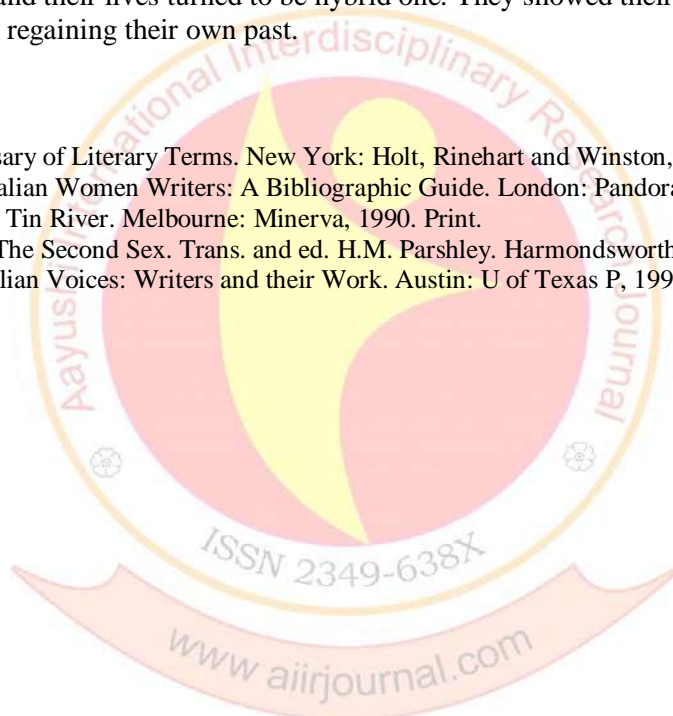 and their lives turned to be hybrid one. They showed their
regaining their own past.
sary of Literary Terms. New York: Holt, Rinehart and Winston,
alian Women Writers: A Bibliographic Guide. London: Pandora
Tin River. Melbourne: Minerva, 1990. Print.
The Second Sex. Trans. and ed. H.M. Parshley. Harmondsworth
lian Voices: Writers and their Work. Austin: U of Texas P, 199
Aayushi International Interdisciplinary Research Journal
ISSN 2349-638X
www aiirjournal.com